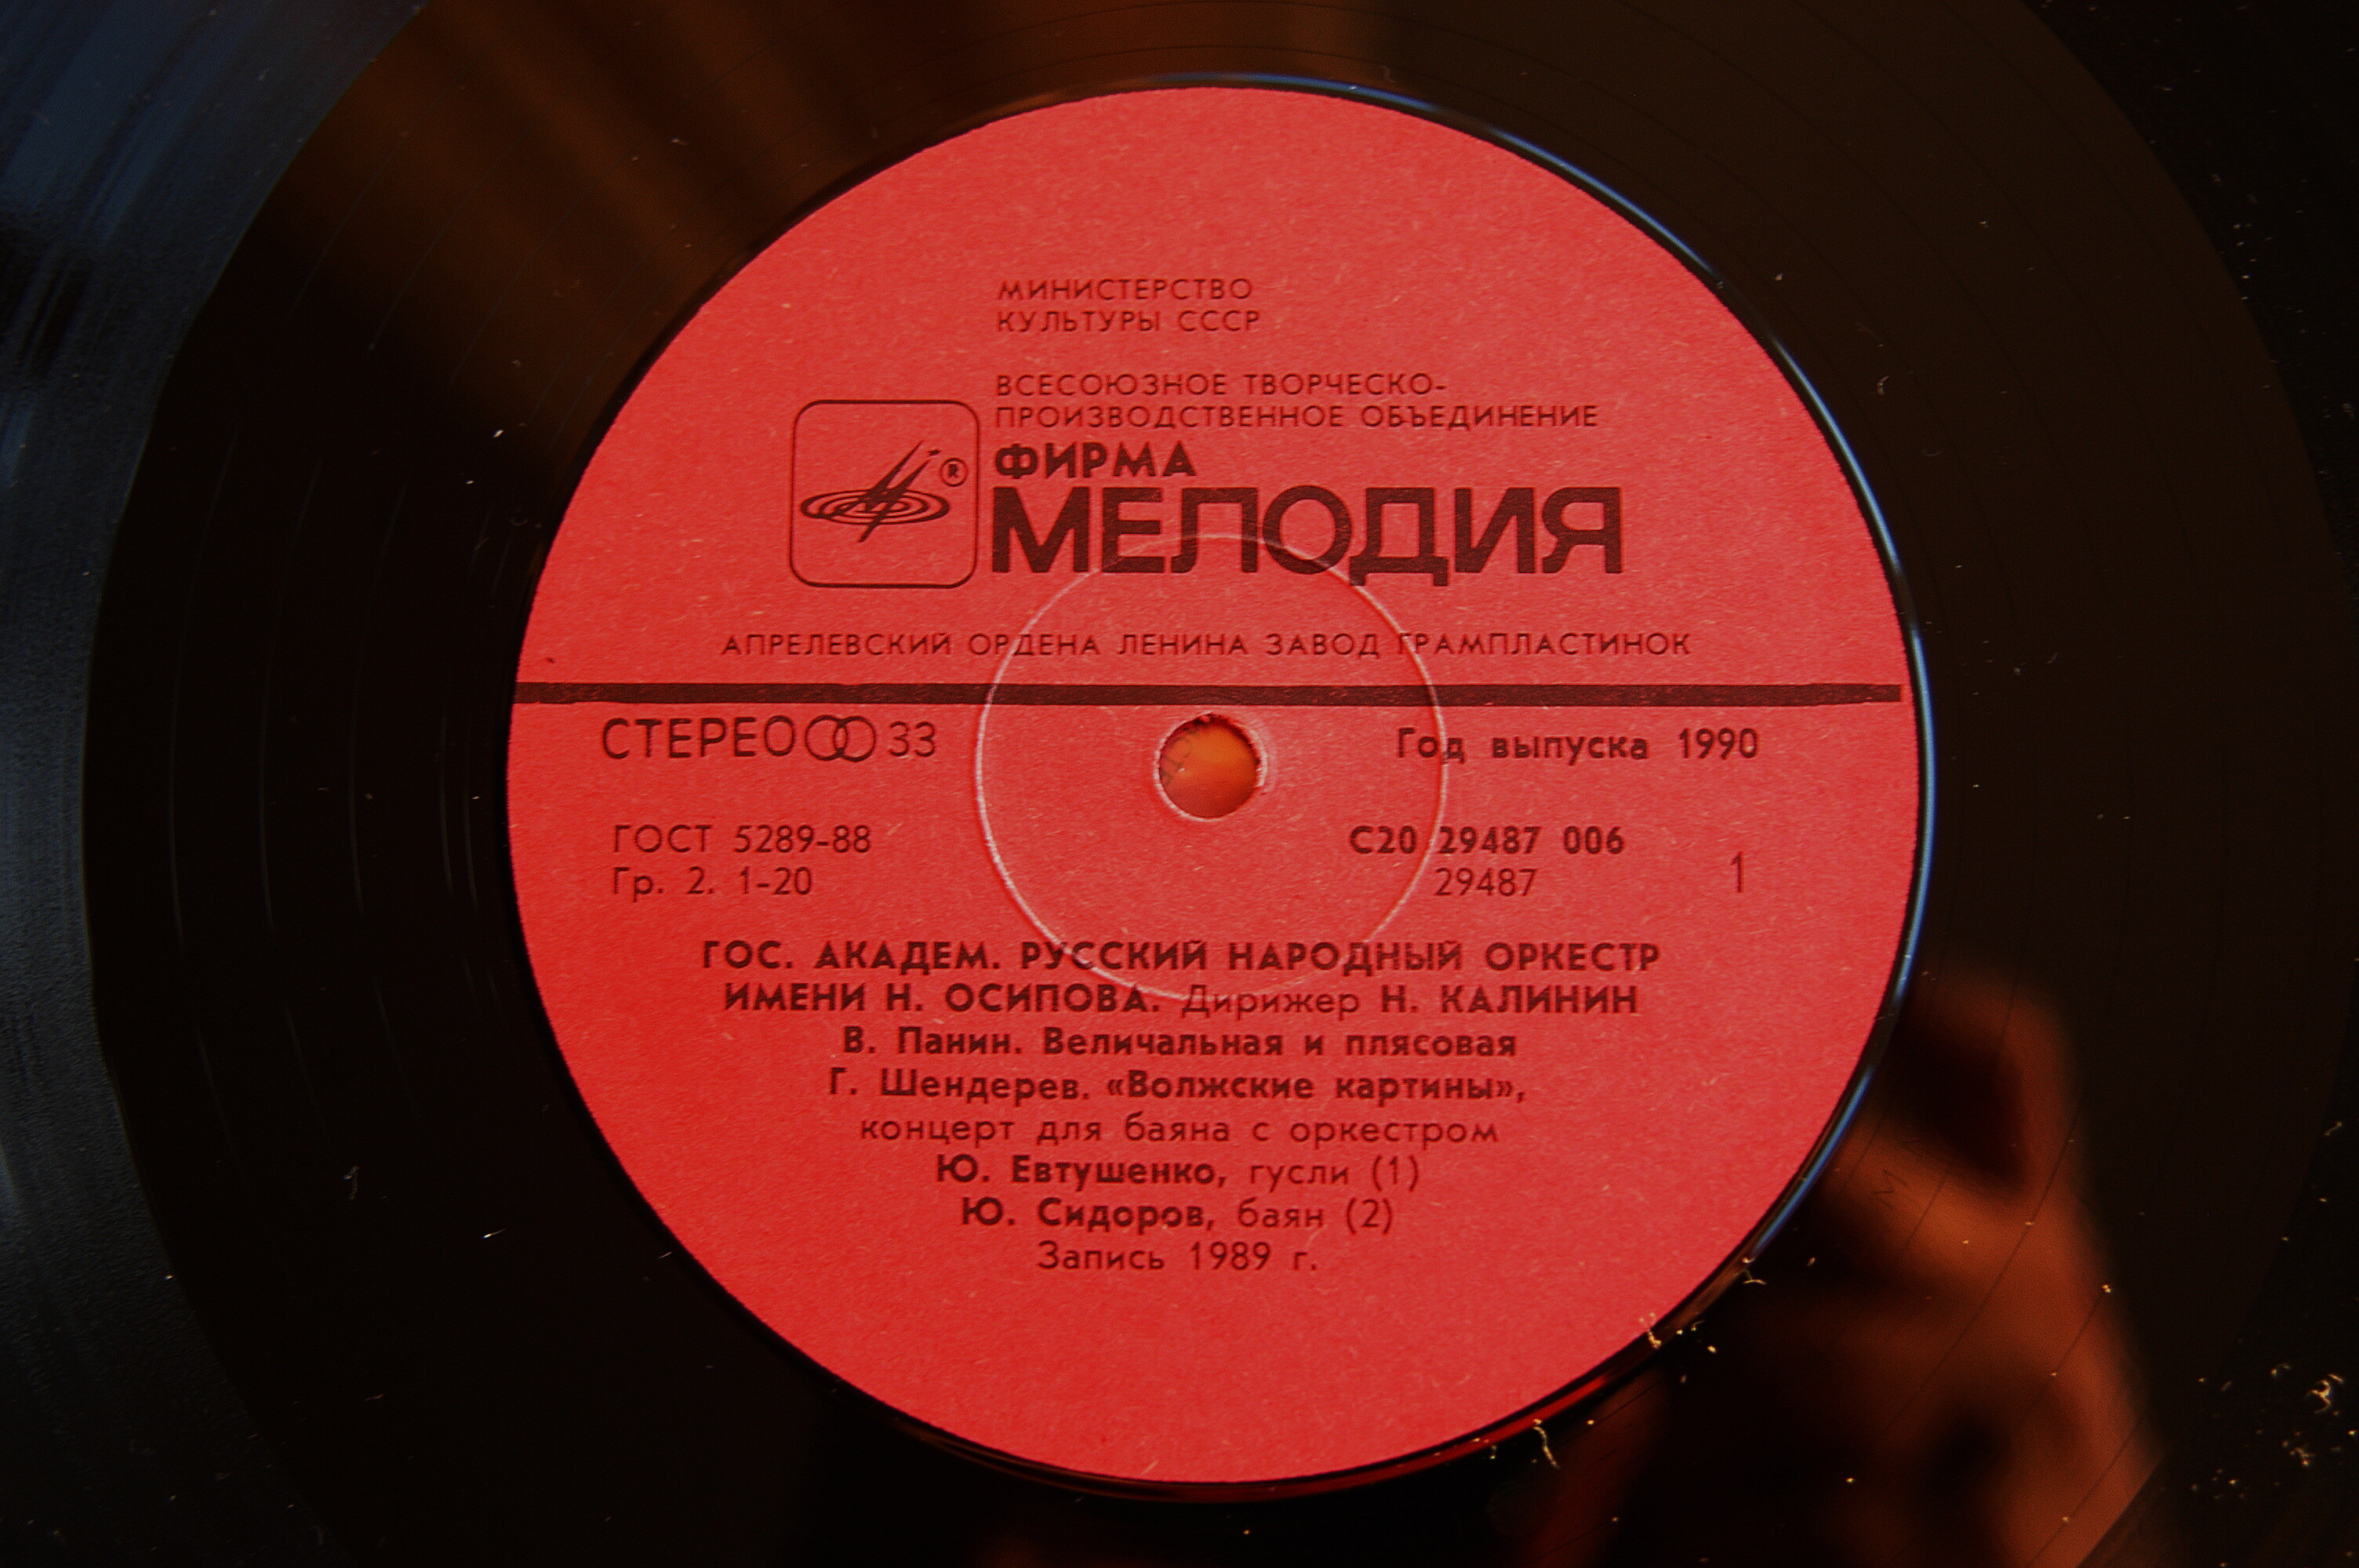 МИНИСТЕРСТВО
КУЛЬТУРЫ СССР
ВСЕСОЮЗНОЕ ТВОРЧЕСКО-
ПРОИЗВОДСТВЕННОЕ ОБЪЕДИНЕНИЕ
ФИРМА
®
МЕЛОДИЯ
АПРЕЛЕВСКИЙ ОРДЕНА ЛЕНИНА ЗАВОД ГРАМПЛАСТИНОК
СТЕРЕО 33
Год выпуска 1990
ГОСТ 5289-88
Гр. 2. 1-20
С20 29487 006
29487
1
ГОС. АКАДЕМ. РУССКИЙ НАРОДНЫЙ ОРКЕСТР
ИМЕНИ Н. ОСИПОВА. Дирижер Н. КАЛИНИН
В. Панин. Величальная и плясовая
Г. Шендерев. «Волжские картины»,
концерт для баяна с оркестром
Ю. Евтушенко, гусли (1)
Ю. Сидоров, баян (2)
Запись 1989 г.